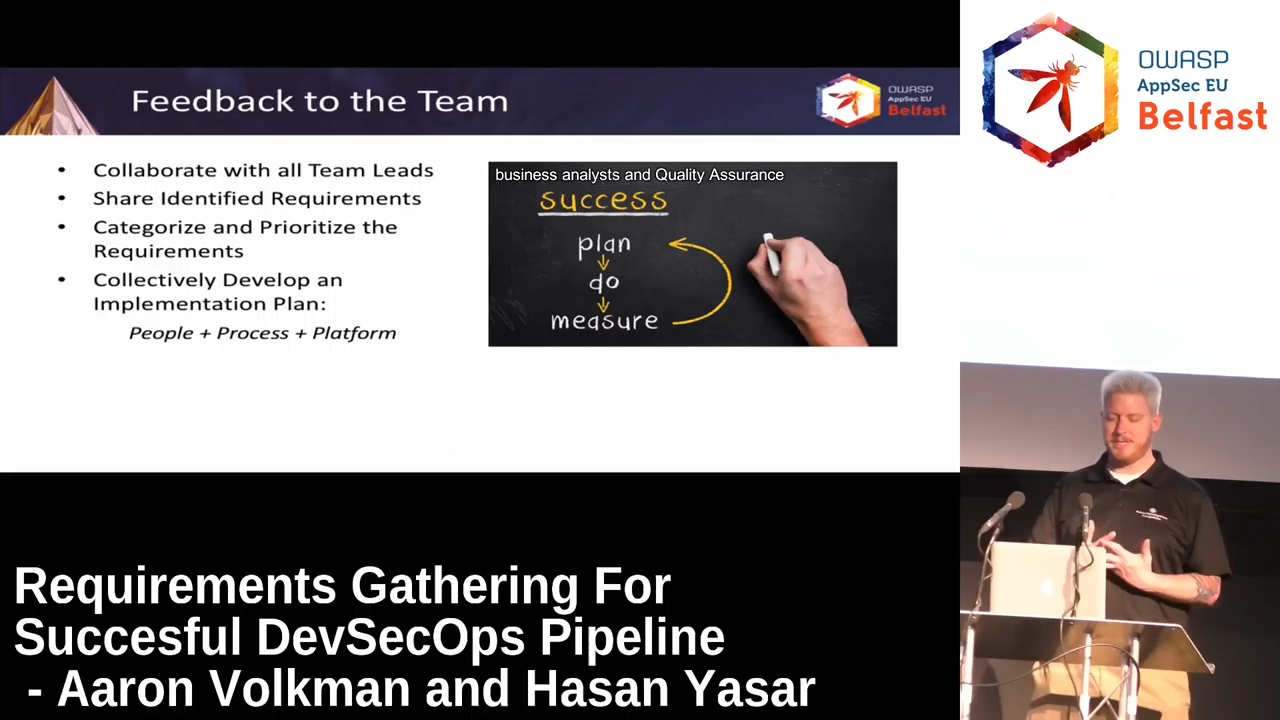 Feedback to the Team
OWASP
AppSec EU
Belfast
• Collaborate with all Team Leads
• Share Identified Requirements
• Categorize and Prioritize the
Requirements
• Collectively Develop an
Implementation Plan:
People + Process + Platform
business analysts and Quality Assurance
success
plan
do
measure
OWASP
AppSec EU
Belfast
Requirements Gathering For
Succesful DevSecOps Pipeline
- Aaron Volkman and Hasan Yasar